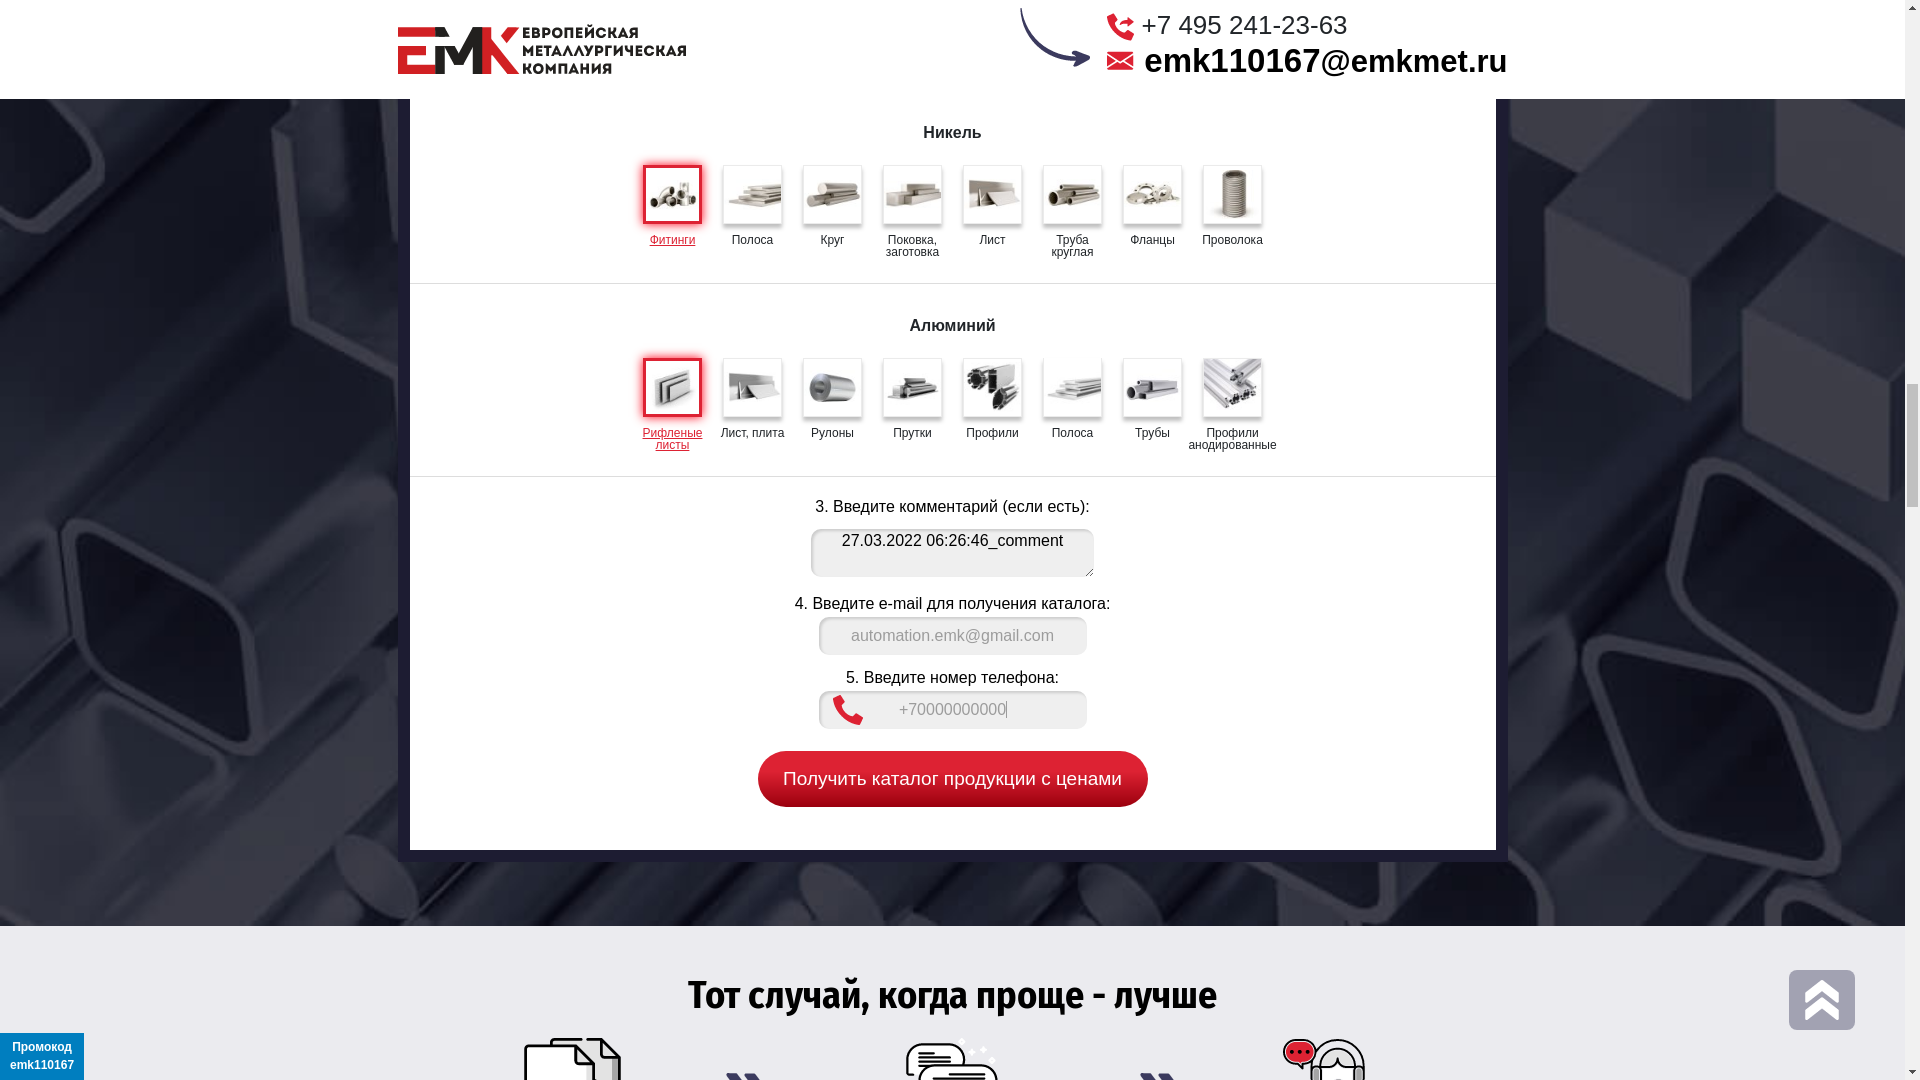 ЕВРОПЕЙСКАЯ
МЕТАЛЛУРГИЧЕСКАЯ
КОМПАНИЯ
ЕМК
+7 495 241-23-63
emk110167@emkmet.ru
Никель
Фитинги
Полоса
Круг
Поковка,
заготовка
Лист
Труба
круглая
Фланцы
Проволока
Алюминий
Рифленые
листы
Лист, плита
Рулоны
Прутки
Профили
Полоса
Трубы
Профили
анодированные
3. Введите комментарий (если есть):
27.03.2022 06:26:46_comment
4. Введите e-mail для получения каталога:
automation.emk@gmail.com
5. Введите номер телефона:
+70000000000
Получить каталог продукции с ценами
Тот случай, когда проще - лучше
Промокод
emk110167